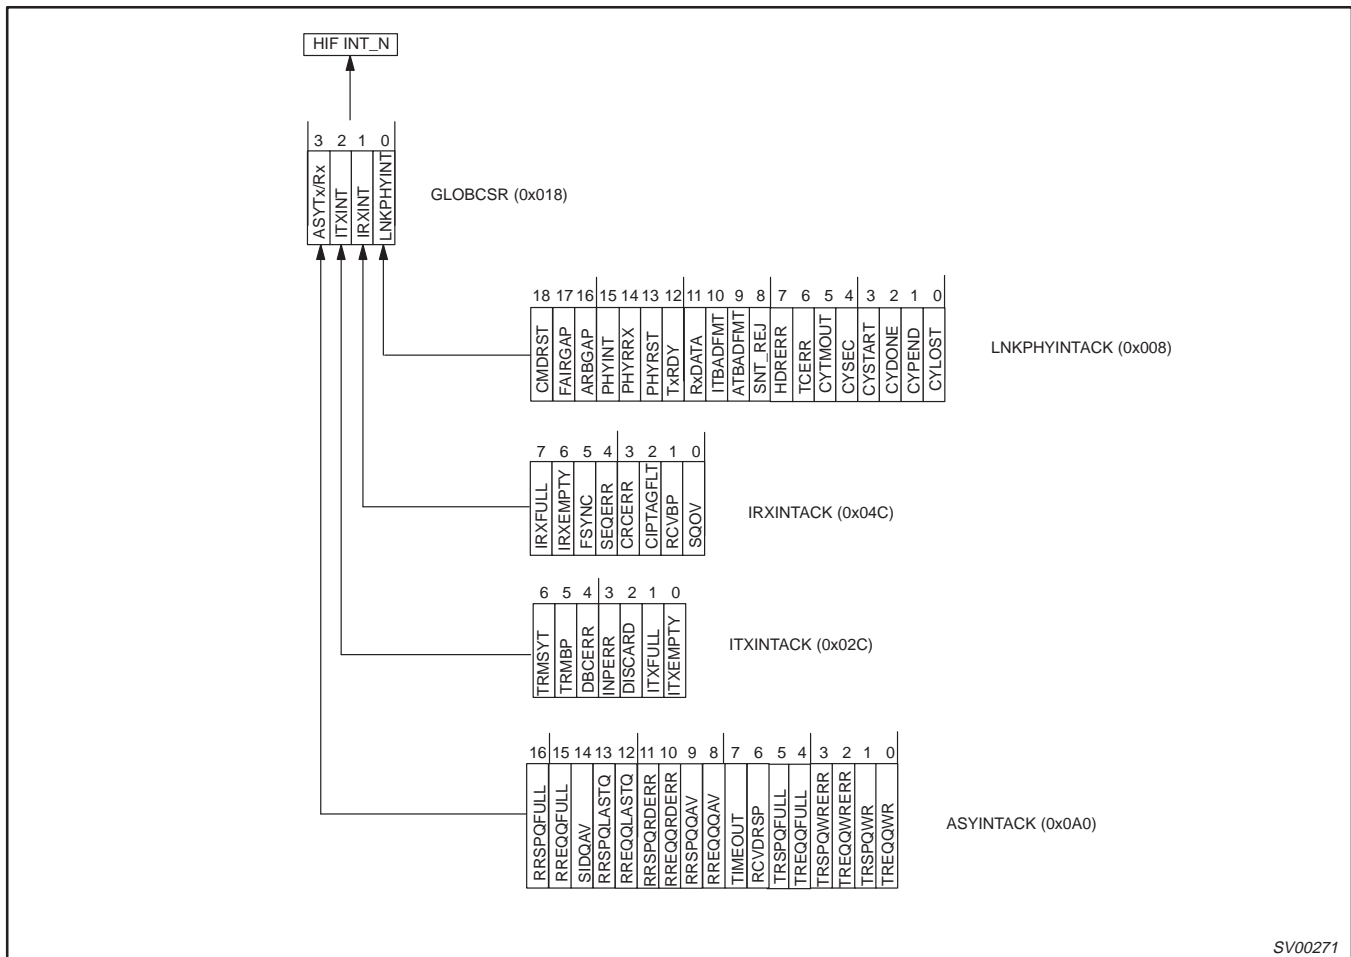 HIF INT_N
3 2 1 0
ASYTx/Rx
ITXINT
IRXINT
LNKPHYINT
GLOBCSR (0x018)
18 17 16 15 14 13 12 11 10 9 8 7 6 5 4 3 2 1 0
CMDRST
FAIRGAP
ARBGAP
PHYINT
PHYRRX
PHYRST
TxRDY
RxDATA
ITBADFMT
ATBADFMT
SNT_REJ
HDRERR
TCERR
CYTMOUT
CYSEC
CYSTART
CYDONE
CYPEND
CYLOST
LNKPHYINTACK (0x008)
7 6 5 4 3 2 1 0
IRXFULL
IRXEMPTY
FSYNC
SEQERR
CRCERR
CIPTAGFLT
RCVBP
SQOV
IRXINTACK (0x04C)
6 5 4 3 2 1 0
TRMSYT
TRMBP
DBCERR
INPERR
DISCARD
ITXFULL
ITXEMPTY
ITXINTACK (0x02C)
16 15 14 13 12 11 10 9 8 7 6 5 4 3 2 1 0
RRSPQFULL
RREQQFULL
SIDQAV
RRSPQLASTQ
RREQQLASTQ
RRSPQRDERR
RREQQRDERR
RRSPQQAV
RREQQQAV
TIMEOUT
RCVDRSP
TRSPQFULL
TREQQFULL
TRSPQWRERR
TREQQWRERR
TRSPQWR
TREQQWR
ASYINTACK (0x0A0)
SV00271